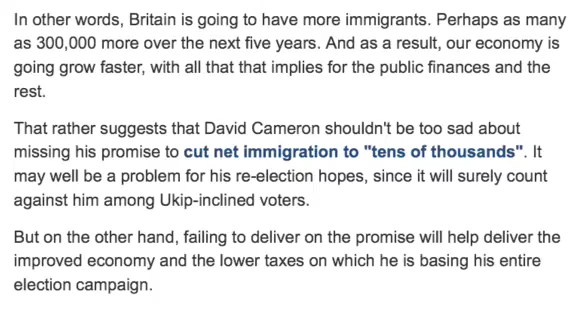 In other words, Britain is going to have more immigrants. Perhaps as many
as 300,000 more over the next five years. And as a result, our economy is
going grow faster, with all that that implies for the public finances and the
rest.
That rather suggests that David Cameron shouldn't be too sad about
missing his promise to cut net immigration to "tens of thousands". It
may well be a problem for his re-election hopes, since it will surely count
against him among Ukip-inclined voters.
But on the other hand, failing to deliver on the promise will help deliver the
improved economy and the lower taxes on which he is basing his entire
election campaign.